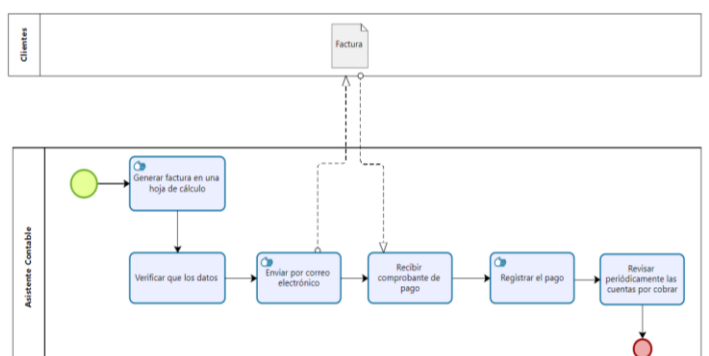 Clientes
Factura
Asistente Contable
Generar factura en una
hoja de cálculo
Verificar que los datos
Enviar por correo
electrónico
Recibir
comprobante de
pago
Registrar el pago
Revisar
periódicamente las
cuentas por cobrar